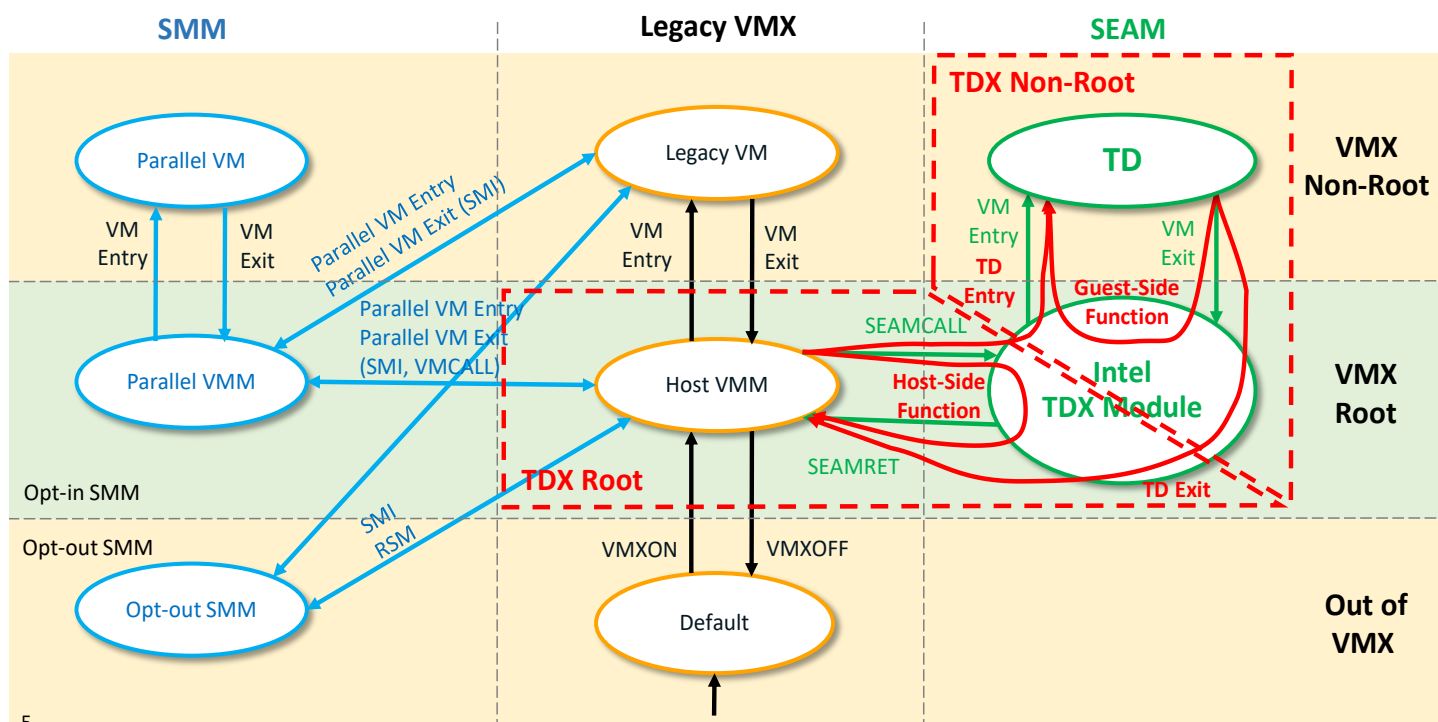 SMM
Legacy VMX
SEAM
TDX Non-Root
Parallel VM
Legacy VM
TD
VMX
Non-Root
VM
Entry
VM
Exit
Parallel VM Entry
Parallel VM Exit (SMI)
VM
Entry
VM
Exit
VM
Entry
TD
Entry
VM
Exit
Guest-Side
Function
Parallel VM Entry
Parallel VM Exit
(SMI, VMCALL)
SEAMCALL
Parallel VMM
Host VMM
Host-Side
Function
Intel
TDX Module
VMX
Root
SEAMRET
TDX Root
TD Exit
Opt-in SMM
Opt-out SMM
SMI
RSM
VMXON
VMXOFF
Opt-out SMM
Default
Out of
VMX